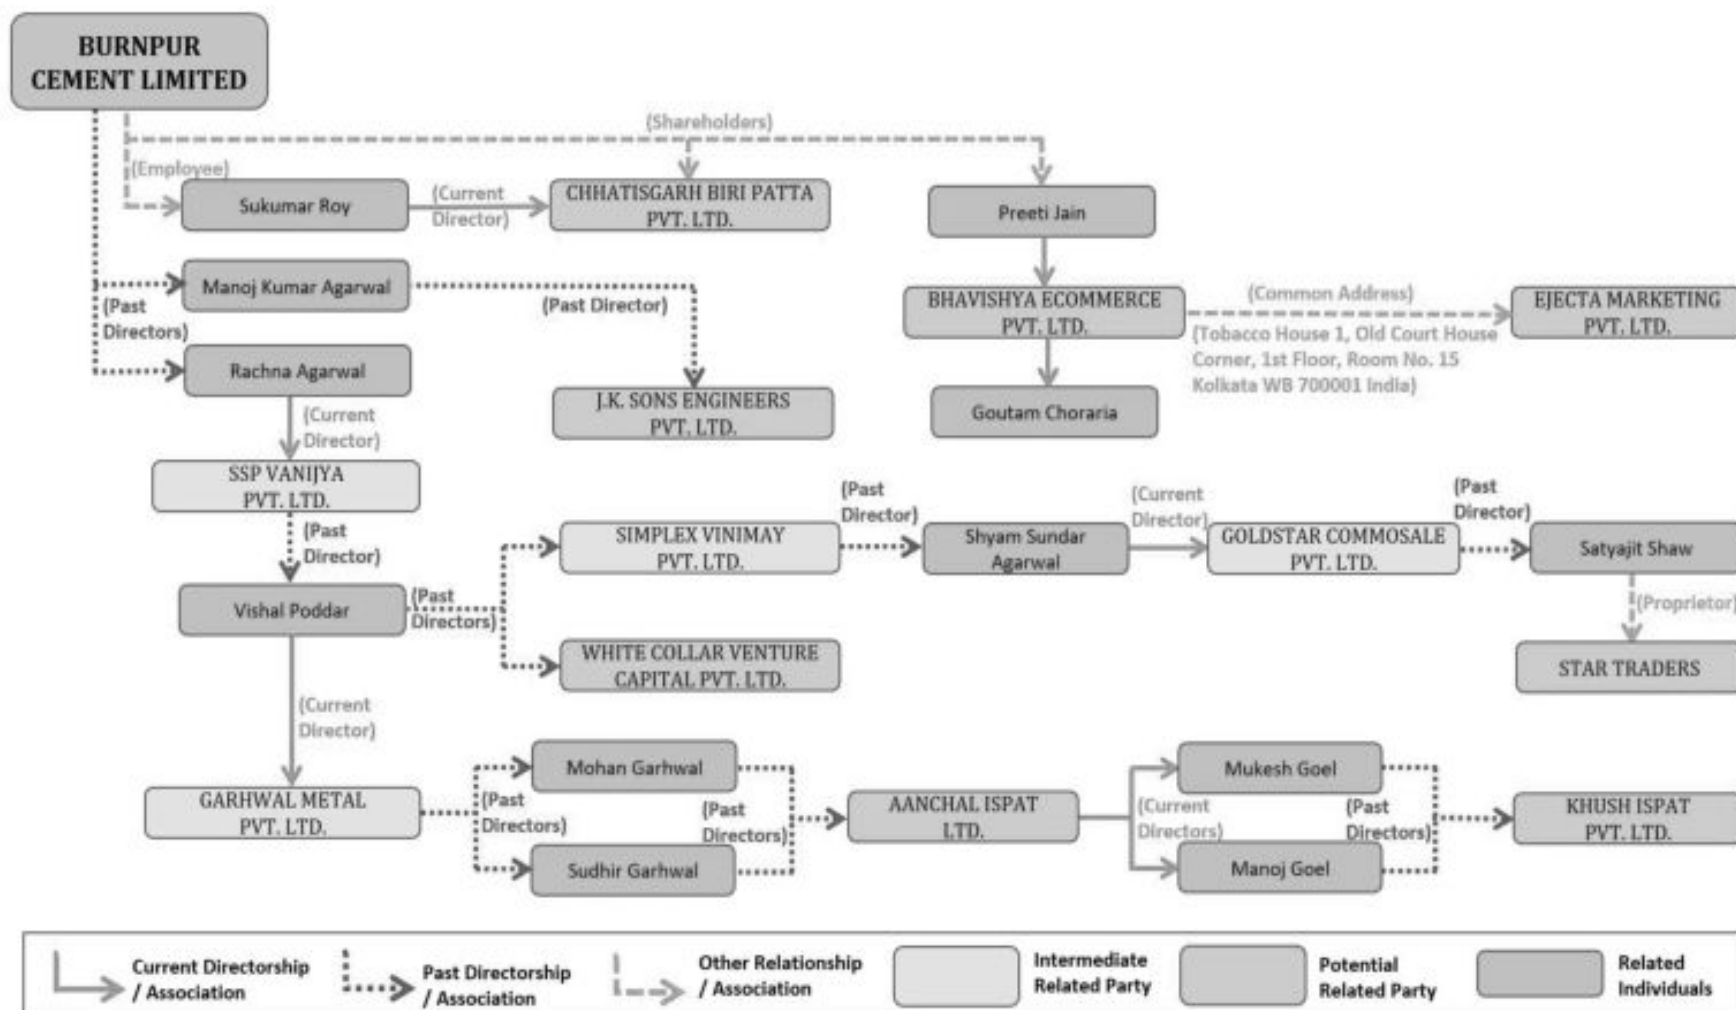 BURNPUR
CEMENT LIMITED
(Shareholders)
(Employee)
Sukumar Roy
(Current
Director)
CHHATISGARH BIRI PATTA
PVT. LTD.
Preeti Jain
Manoj Kumar Agarwal
(Past
Directors)
(Past Director)
BHAVISHYA ECOMMERCE
PVT. LTD.
(Common Address)
(Tobacco House 1, Old Court House
Corner, 1st Floor, Room No. 15
Kolkata WB 700001 India)
EJECTA MARKETING
PVT. LTD.
Rachna Agarwal
J.K. SONS ENGINEERS
PVT. LTD.
Goutam Choraria
(Current
Director)
SSP VANIJYA
PVT. LTD.
(Past
Director)
SIMPLEX VINIMAY
PVT. LTD.
(Past
Director)
Shyam Sundar
Agarwal
(Current
Director)
GOLDSTAR COMMOSALE
PVT. LTD.
(Past
Director)
Satyajit Shaw
Vishal Poddar
(Past
Directors)
(Proprietor)
WHITE COLLAR VENTURE
CAPITAL PVT. LTD.
STAR TRADERS
(Current
Director)
GARHWAL METAL
PVT. LTD.
(Past
Directors)
Mohan Garhwal
Sudhir Garhwal
(Past
Directors)
AANCHAL ISPAT
LTD.
(Current
Directors)
Mukesh Goel
Manoj Goel
(Past
Directors)
KHUSH ISPAT
PVT. LTD.
Current Directorship
/ Association
Past Directorship
/ Association
Other Relationship
/ Association
Intermediate
Related Party
Potential
Related Party
Related
Individuals